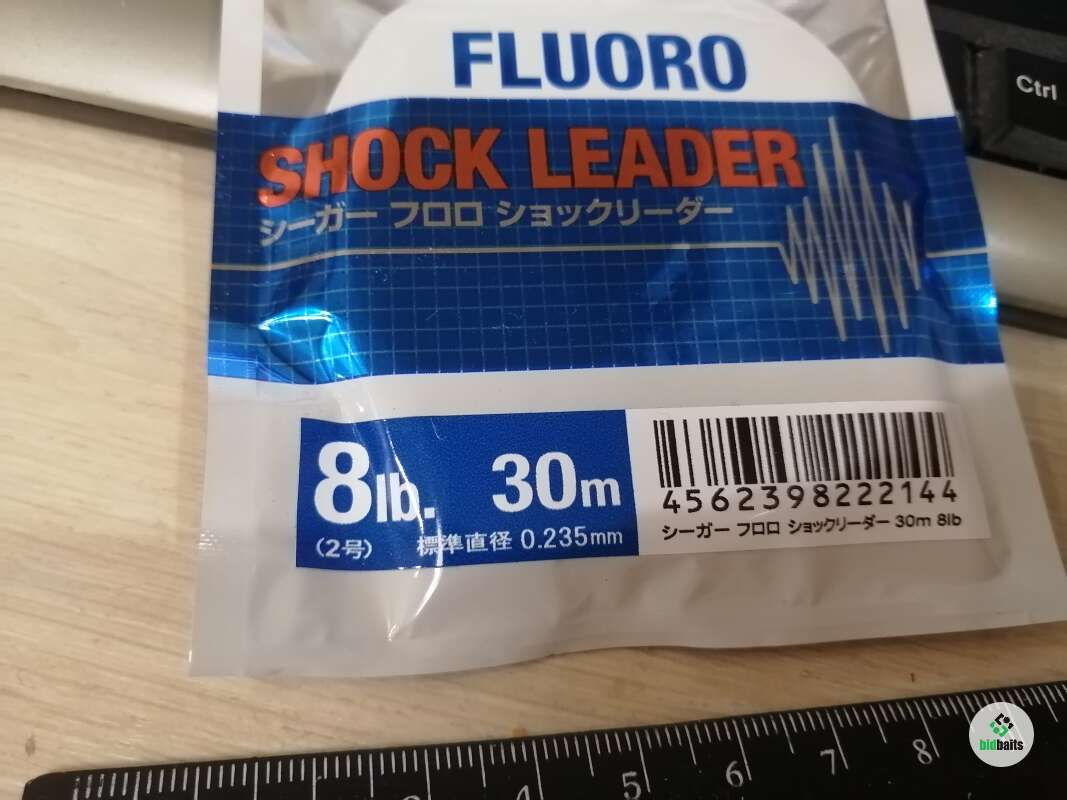 FLUORO
Ctrl
SHOCK LEADER
シーガー フロロ ショックリーダー
8lb. 30m
(2号) 標準直径 0.235mm
4562398222144
シーガー フロロ ショックリーダー 30m 8lb
5 6 7 8
bidbaits